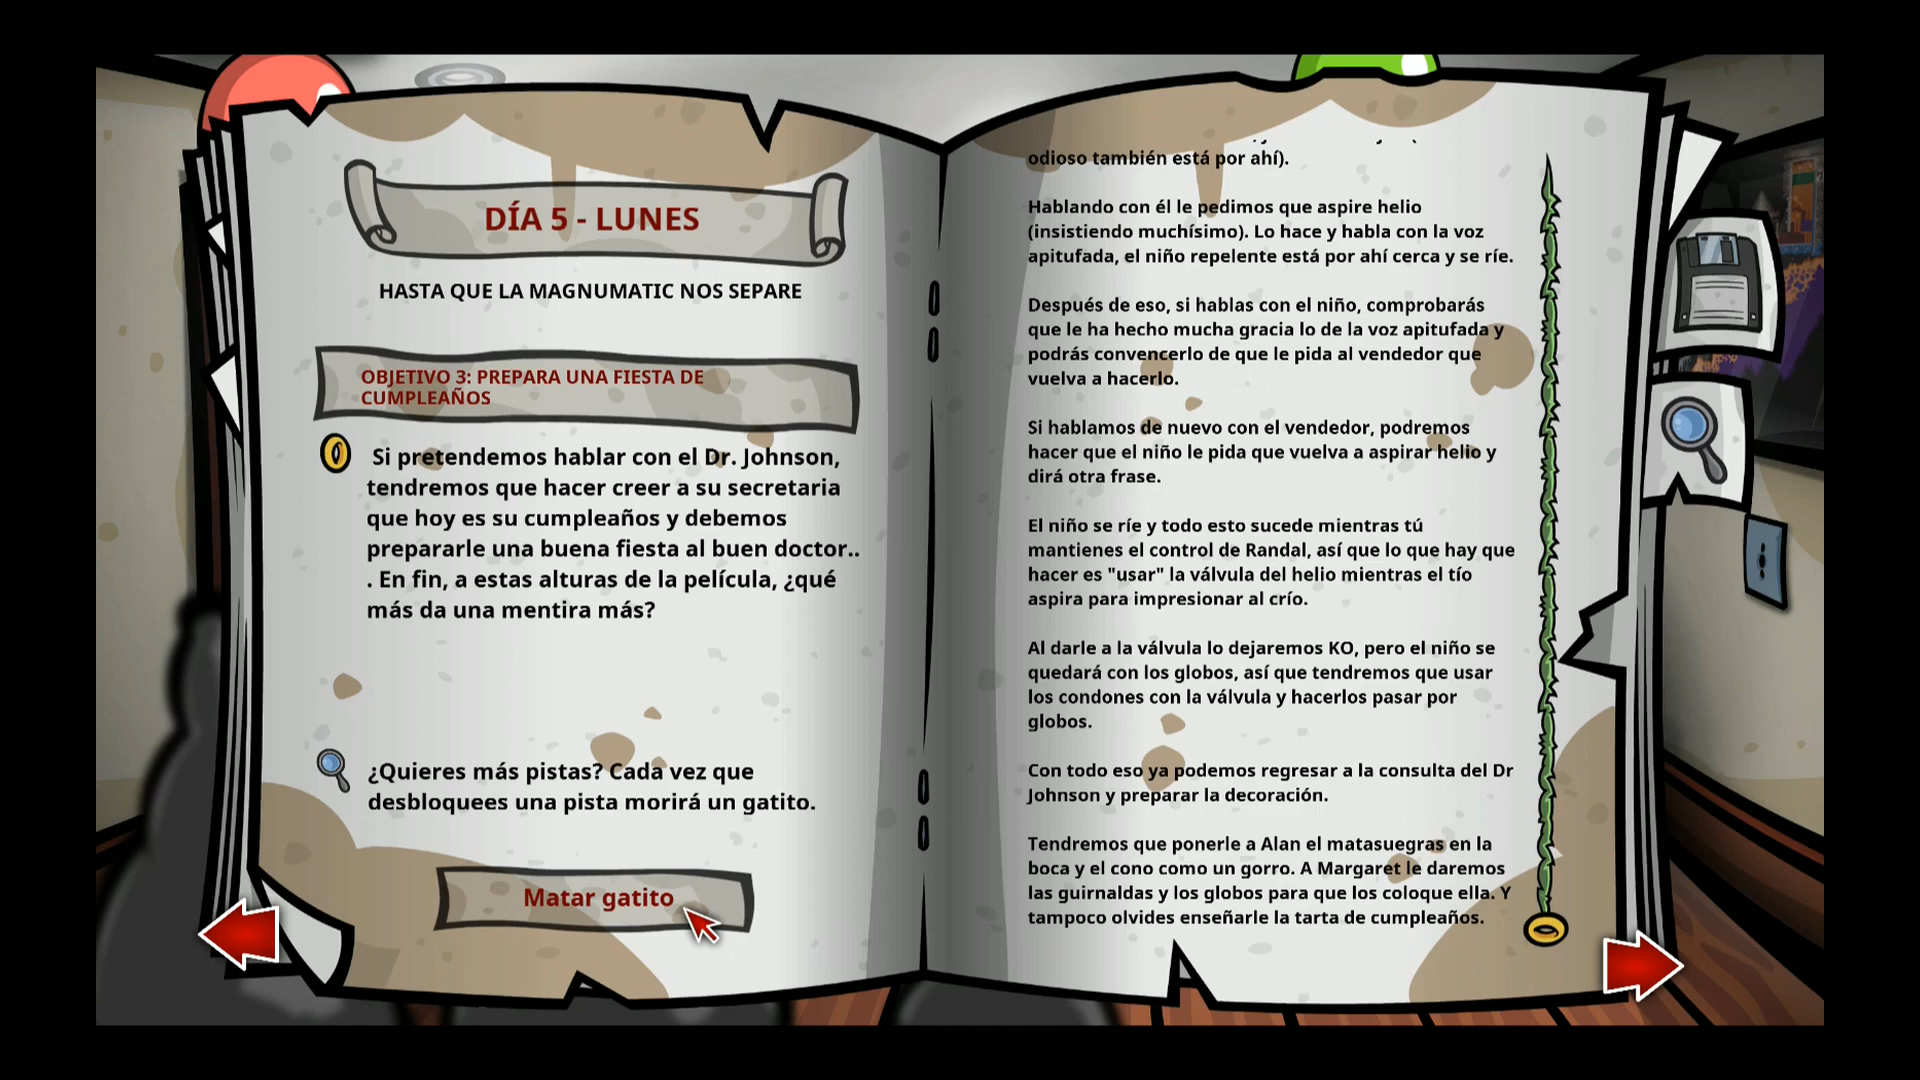 DÍA 5 - LUNES
HASTA QUE LA MAGNUMATIC NOS SEPARE
OBJETIVO 3: PREPARA UNA FIESTA DE
CUMPLEAÑOS
Si pretendemos hablar con el Dr. Johnson,
tendremos que hacer creer a su secretaria
que hoy es su cumpleaños y debemos
prepararle una buena fiesta al buen doctor..
. En fin, a estas alturas de la película, ¿qué
más da una mentira más?
¿Quieres más pistas? Cada vez que
desbloquees una pista morirá un gatito.
Matar gatito
odioso también está por ahí).
Hablando con él le pedimos que aspire helio
(insistiendo muchísimo). Lo hace y habla con la voz
apitufada, el niño repelente está por ahí cerca y se ríe.
Después de eso, si hablas con el niño, comprobarás
que le ha hecho mucha gracia lo de la voz apitufada y
podrás convencerlo de que le pida al vendedor que
vuelva a hacerlo.
Si hablamos de nuevo con el vendedor, podremos
hacer que el niño le pida que vuelva a aspirar helio y
dirá otra frase.
El niño se ríe y todo esto sucede mientras tú
mantienes el control de Randal, así que lo que hay que
hacer es "usar" la válvula del helio mientras el tío
aspira para impresionar al crío.
Al darle a la válvula lo dejaremos KO, pero el niño se
quedará con los globos, así que tendremos que usar
los condones con la válvula y hacerlos pasar por
globos.
Con todo eso ya podemos regresar a la consulta del Dr
Johnson y preparar la decoración.
Tendremos que ponerle a Alan el matasuegras en la
boca y el cono como un gorro. A Margaret le daremos
las guirnaldas y los globos para que los coloque ella. Y
tampoco olvides enseñarle la tarta de cumpleaños.